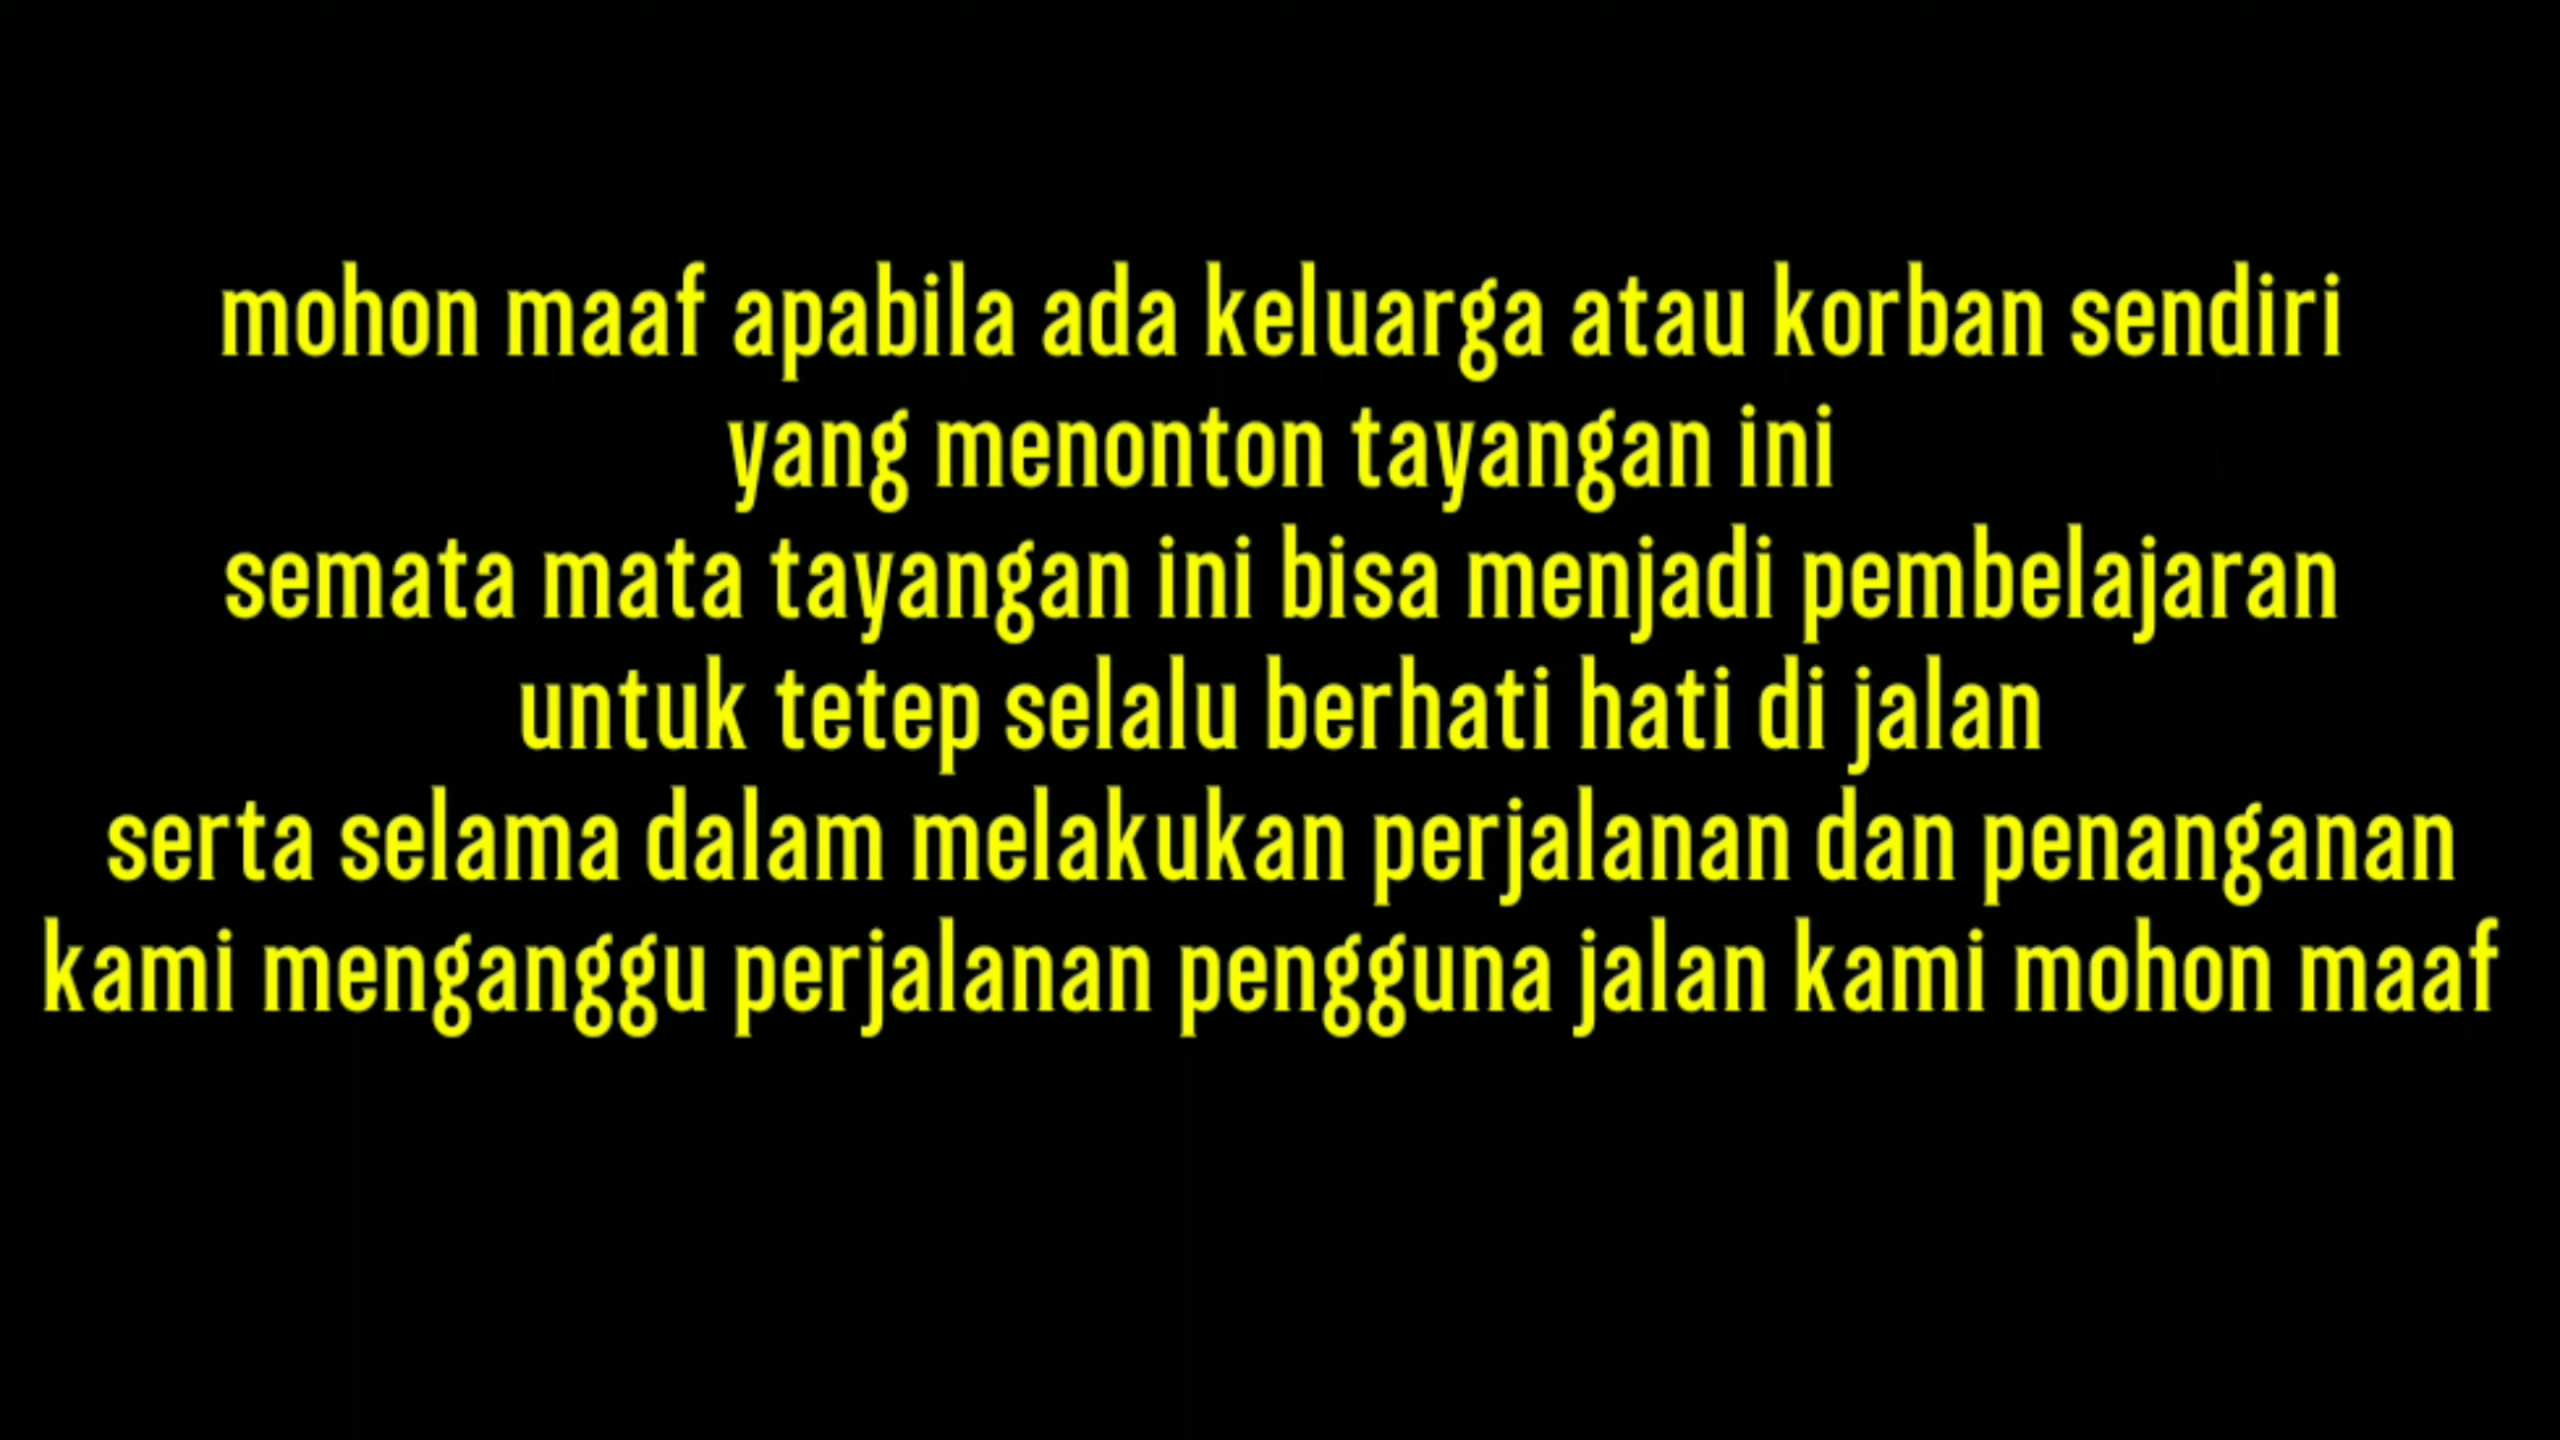 mohon maaf apabila ada keluarga atau korban sendiri
yang menonton tayangan ini
semata mata tayangan ini bisa menjadi pembelajaran
untuk tetep selalu berhati hati di jalan
serta selama dalam melakukan perjalanan dan penanganan
kami menganggu perjalanan pengguna jalan kami mohon maaf